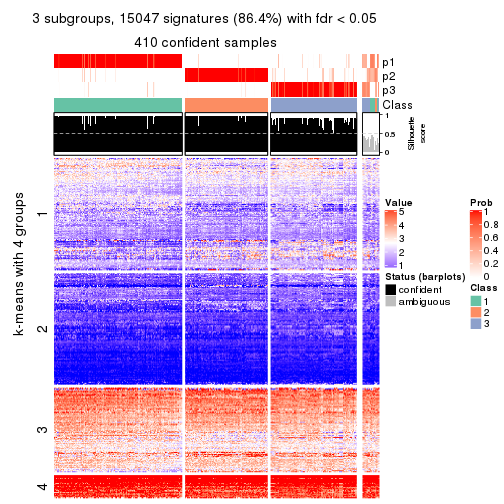 3 subgroups, 15047 signatures (86.4%) with fdr < 0.05
410 confident samples
p1
p2
p3
Class
1
0.5
0
Silhouette
score
k-means with 4 groups
1
2
3
4
Value
5
4
3
2
1
Status (barplots)
confident
ambiguous
Prob
1
0.8
0.6
0.4
0.2
0
Class
1
2
3